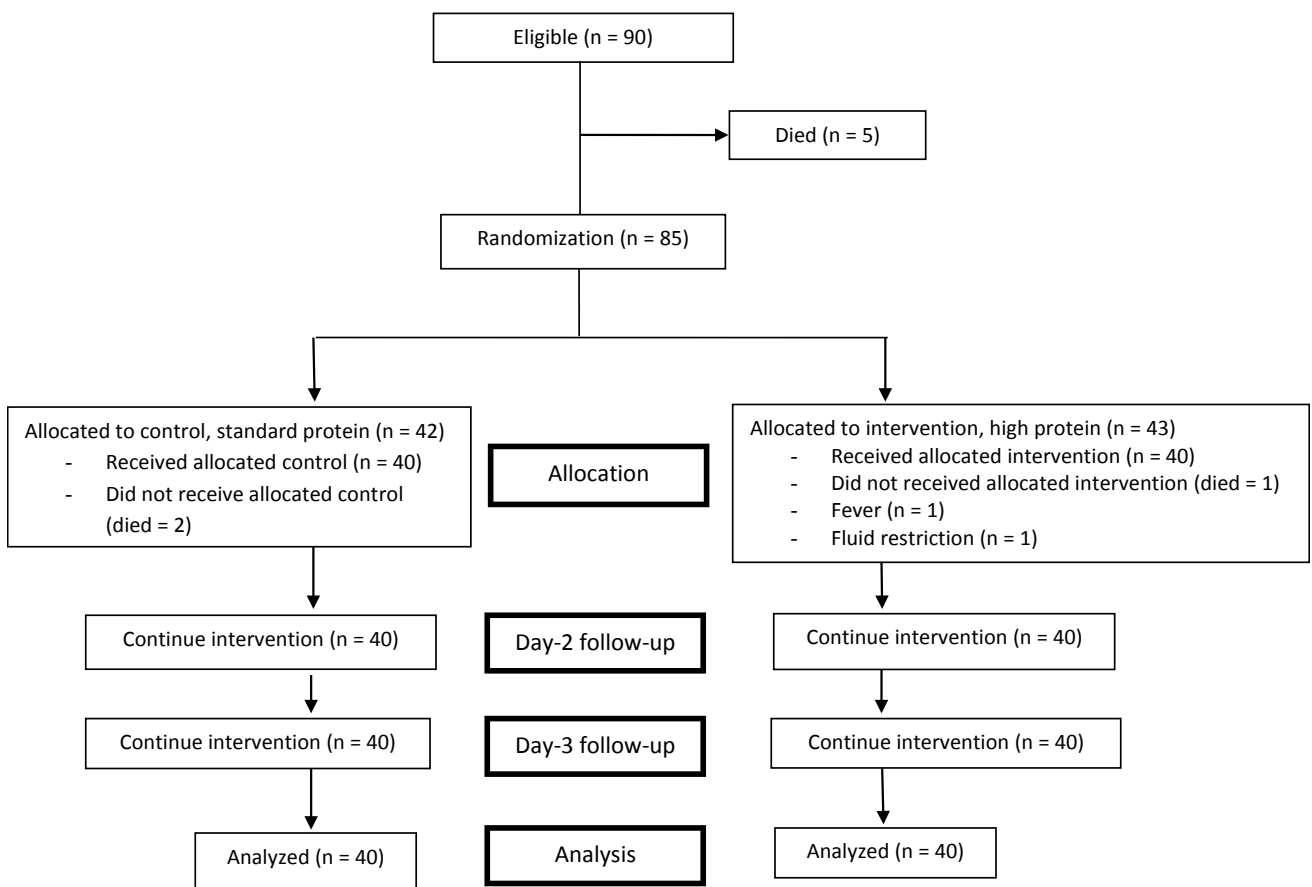 Eligible (n = 90)
Died (n = 5)
Randomization (n = 85)
Allocated to control, standard protein (n = 42)
- Received allocated control (n = 40)
- Did not receive allocated control
(died = 2)
Allocation
Allocated to intervention, high protein (n = 43)
- Received allocated intervention (n = 40)
- Did not received allocated intervention (died = 1)
- Fever (n = 1)
- Fluid restriction (n = 1)
Continue intervention (n = 40)
Day-2 follow-up
Continue intervention (n = 40)
Continue intervention (n = 40)
Day-3 follow-up
Continue intervention (n = 40)
Analyzed (n = 40)
Analysis
Analyzed (n = 40)